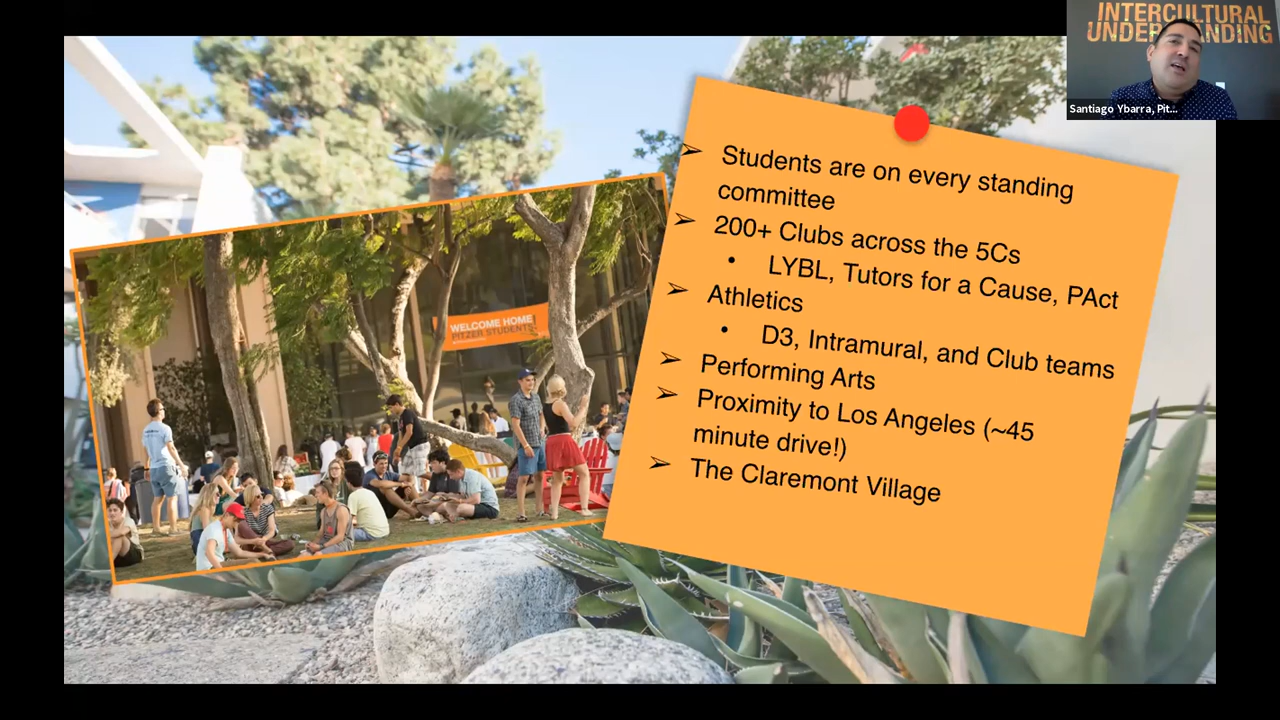 INTERCULTURAL
Santiago Ybarra, Pit...
➢ Students are on every standing
committee
➢ 200+ Clubs across the 5Cs
• LYBL, Tutors for a Cause, PAct
➢ Athletics
• D3, Intramural, and Club teams
➢ Performing Arts
➢ Proximity to Los Angeles (~45
minute drive!)
➢ The Claremont Village
WELCOME HOME
PITZER STUDENTS